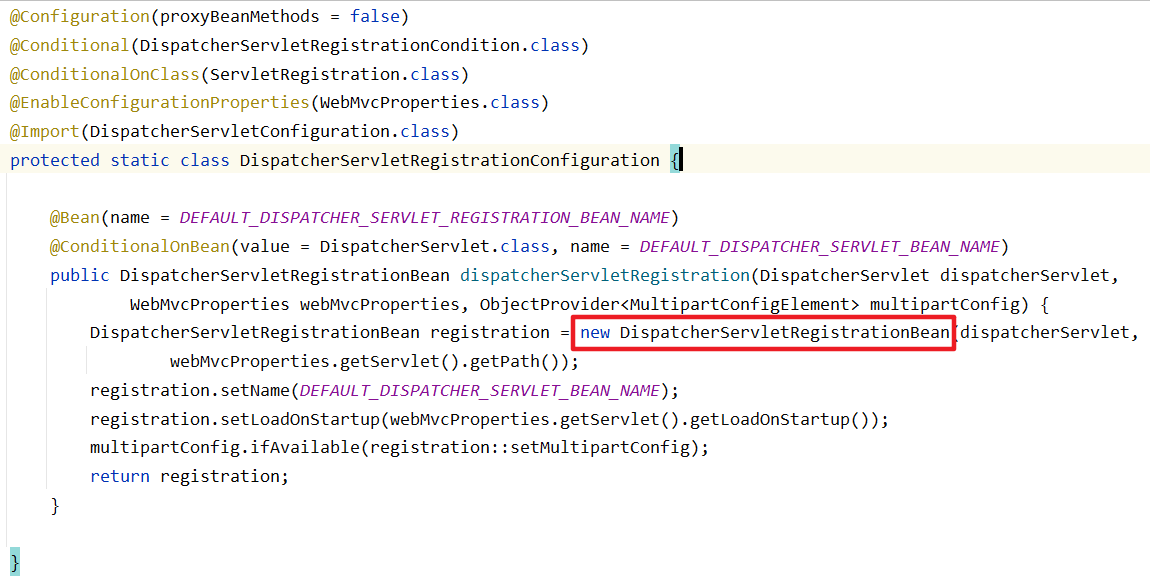 @Configuration(proxyBeanMethods = false)
@Conditional(DispatcherServletRegistrationCondition.class)
@ConditionalOnClass(ServletRegistration.class)
@EnableConfigurationProperties(WebMvcProperties.class)
@Import(DispatcherServletConfiguration.class)
protected static class DispatcherServletRegistrationConfiguration {
@Bean(name = DEFAULT_DISPATCHER_SERVLET_REGISTRATION_BEAN_NAME)
@ConditionalOnBean(value = DispatcherServlet.class, name = DEFAULT_DISPATCHER_SERVLET_BEAN_NAME)
public DispatcherServletRegistrationBean dispatcherServletRegistration(DispatcherServlet dispatcherServlet,
WebMvcProperties webMvcProperties, ObjectProvider<MultipartConfigElement> multipartConfig) {
DispatcherServletRegistrationBean registration = new DispatcherServletRegistrationBean(dispatcherServlet,
webMvcProperties.getServlet().getPath());
registration.setName(DEFAULT_DISPATCHER_SERVLET_BEAN_NAME);
registration.setLoadOnStartup(webMvcProperties.getServlet().getLoadOnStartup());
multipartConfig.ifAvailable(registration::setMultipartConfig);
return registration;
}
}